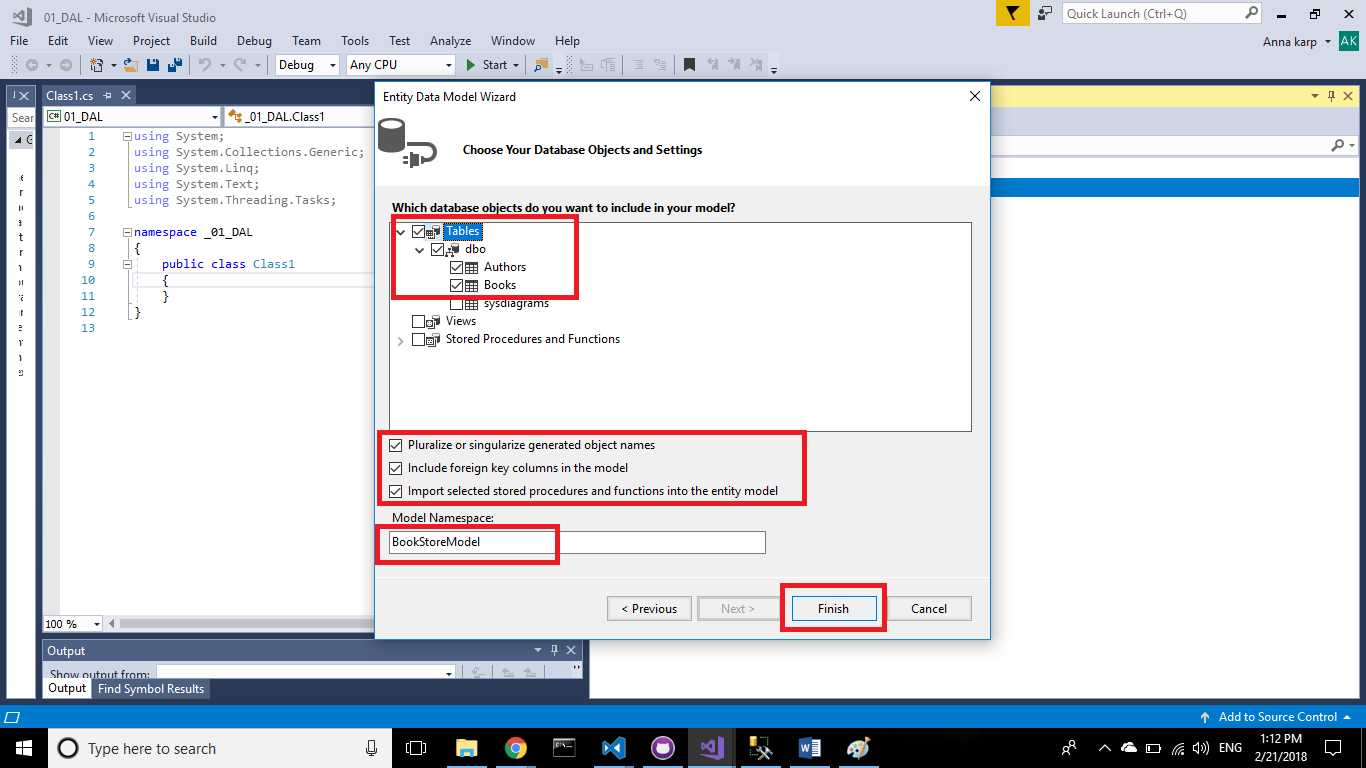 01_DAL - Microsoft Visual Studio
Quick Launch (Ctrl+Q)
File Edit View Project Build Debug Team Tools Test Analyze Window Help
Anna karp AK
Debug Any CPU Start
Class1.cs
Entity Data Model Wizard
Sear
C# 01_DAL _01_DAL.Class1
Choose Your Database Objects and Settings
1 using System;
2 using System.Collections.Generic;
3 using System.Linq;
4 using System.Text;
5 using System.Threading.Tasks;
6
7 namespace _01_DAL
8 {
9 public class Class1
10 {
11 }
12 }
13
Which database objects do you want to include in your model?
Tables
dbo
Authors
Books
sysdiagrams
Views
Stored Procedures and Functions
Pluralize or singularize generated object names
Include foreign key columns in the model
Import selected stored procedures and functions into the entity model
Model Namespace:
BookStoreModel
< Previous Next > Finish Cancel
100 %
Output
Show output from:
Output Find Symbol Results
Add to Source Control
Type here to search
ENG
1:12 PM
2/21/2018